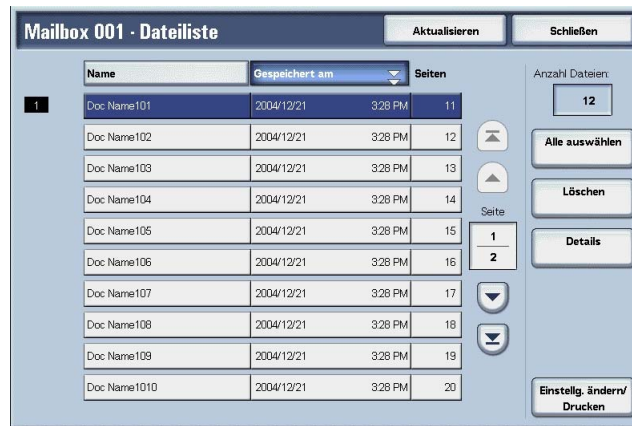 Mailbox 001 · Dateiliste
Aktualisieren
Schließen
Name
Gespeichert am
Seiten
Anzahl Dateien:
12
1 Doc Name101 2004/12/21 3:28 PM 11
Doc Name102 2004/12/21 3:28 PM 12
Doc Name103 2004/12/21 3:28 PM 13
Doc Name104 2004/12/21 3:28 PM 14
Doc Name105 2004/12/21 3:28 PM 15
Doc Name106 2004/12/21 3:28 PM 16
Doc Name107 2004/12/21 3:28 PM 17
Doc Name108 2004/12/21 3:28 PM 18
Doc Name109 2004/12/21 3:28 PM 19
Doc Name1010 2004/12/21 3:28 PM 20
Seite
1
2
Alle auswählen
Löschen
Details
Einstellg. ändern/
Drucken